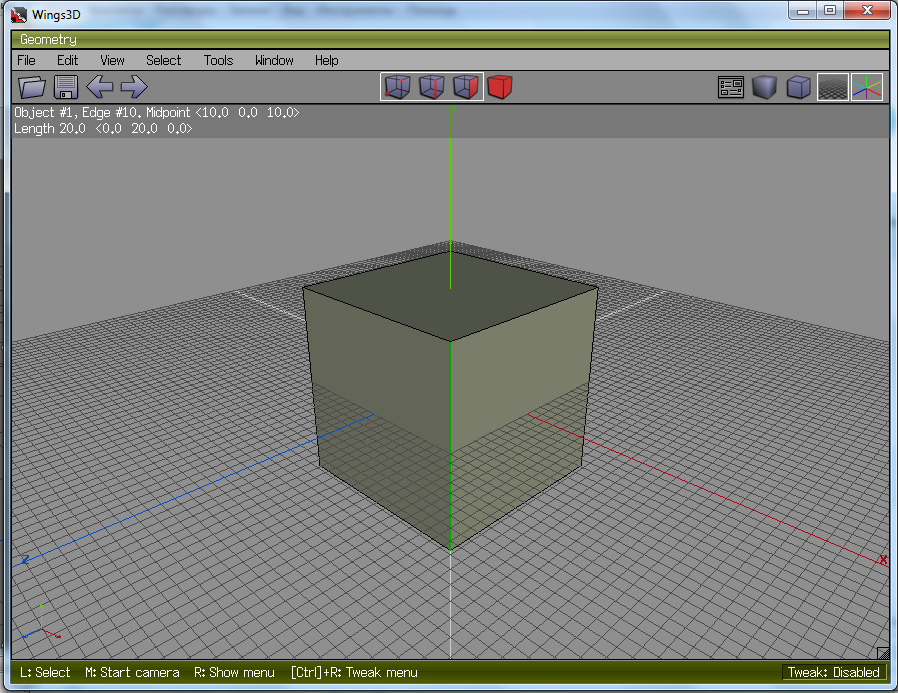 Wings3D
Geometry
File Edit View Select Tools Window Help
Object #1, Edge #10. Midpoint <10.0 0.0 10.0>
Length 20.0 <0.0 20.0 0.0>
Z
X
L: Select M: Start camera R: Show menu [Ctrl]+R: Tweak menu
Tweak: Disabled